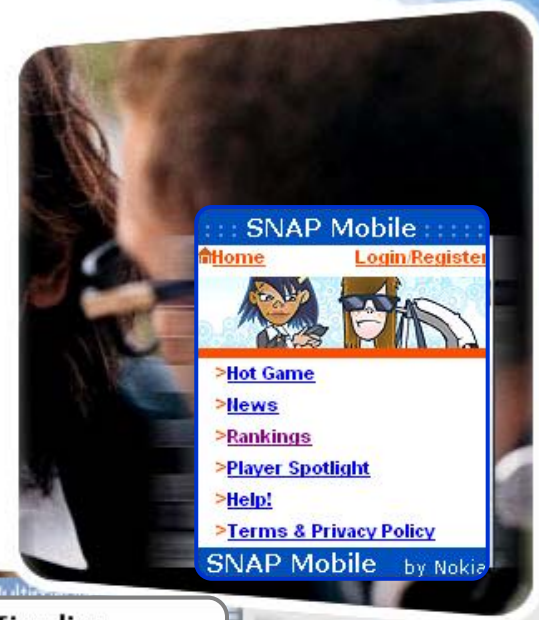 ::: SNAP Mobile :::::
Home Login/Register
>Hot Game
>News
>Rankings
>Player Spotlight
>Help!
>Terms & Privacy Policy
SNAP Mobile by Nokia